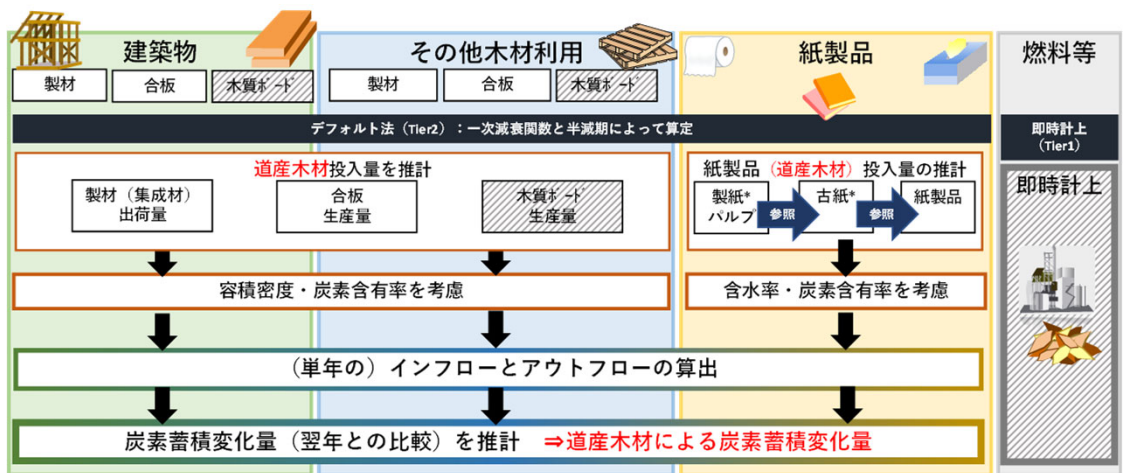 建築物
製材
合板
木質ボード
その他木材利用
製材
合板
木質ボード
紙製品
燃料等
デフォルト法（Tier2）：一次減衰関数と半減期によって算定
即時計上
（Tier1）
道産木材投入量を推計
製材（集成材）
出荷量
合板
生産量
木質ボード
生産量
紙製品（道産木材）投入量の推計
製紙*
パルプ
参照
古紙*
参照
紙製品
即時計上
容積密度・炭素含有率を考慮
含水率・炭素含有率を考慮
（単年の）インフローとアウトフローの算出
炭素蓄積変化量（翌年との比較）を推計　⇒道産木材による炭素蓄積変化量